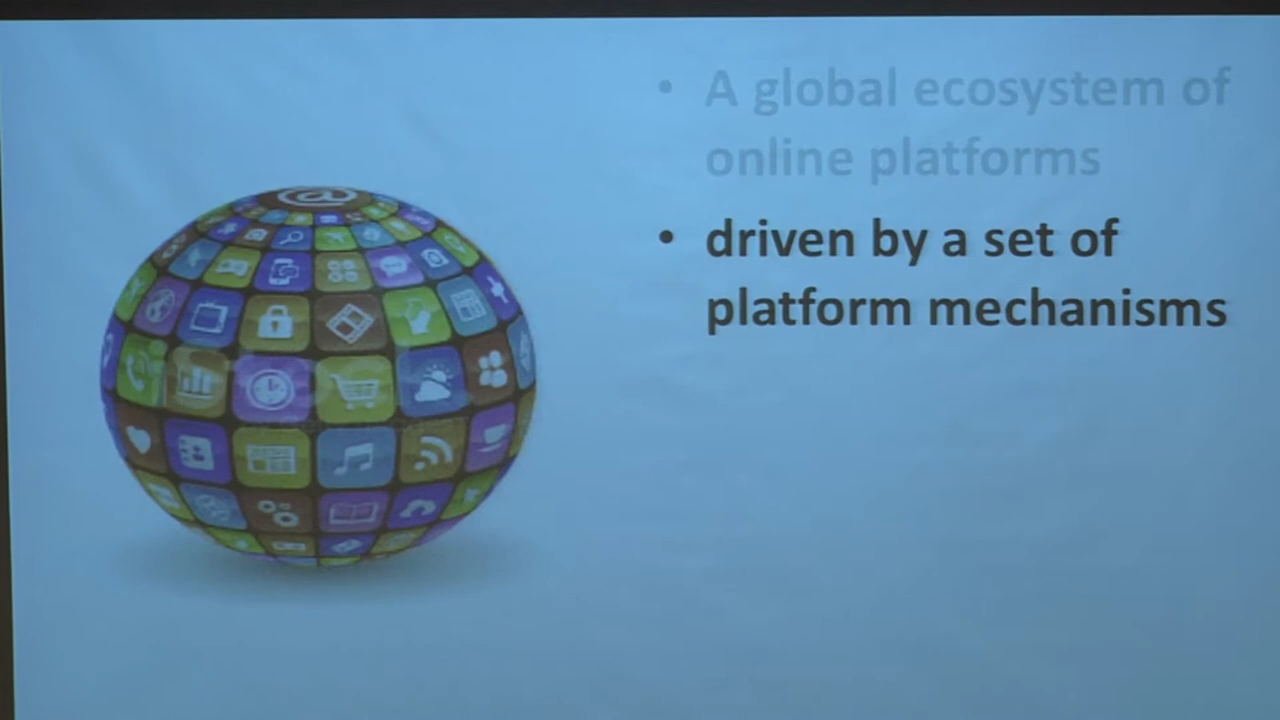 @
• A global ecosystem of
online platforms
• driven by a set of
platform mechanisms